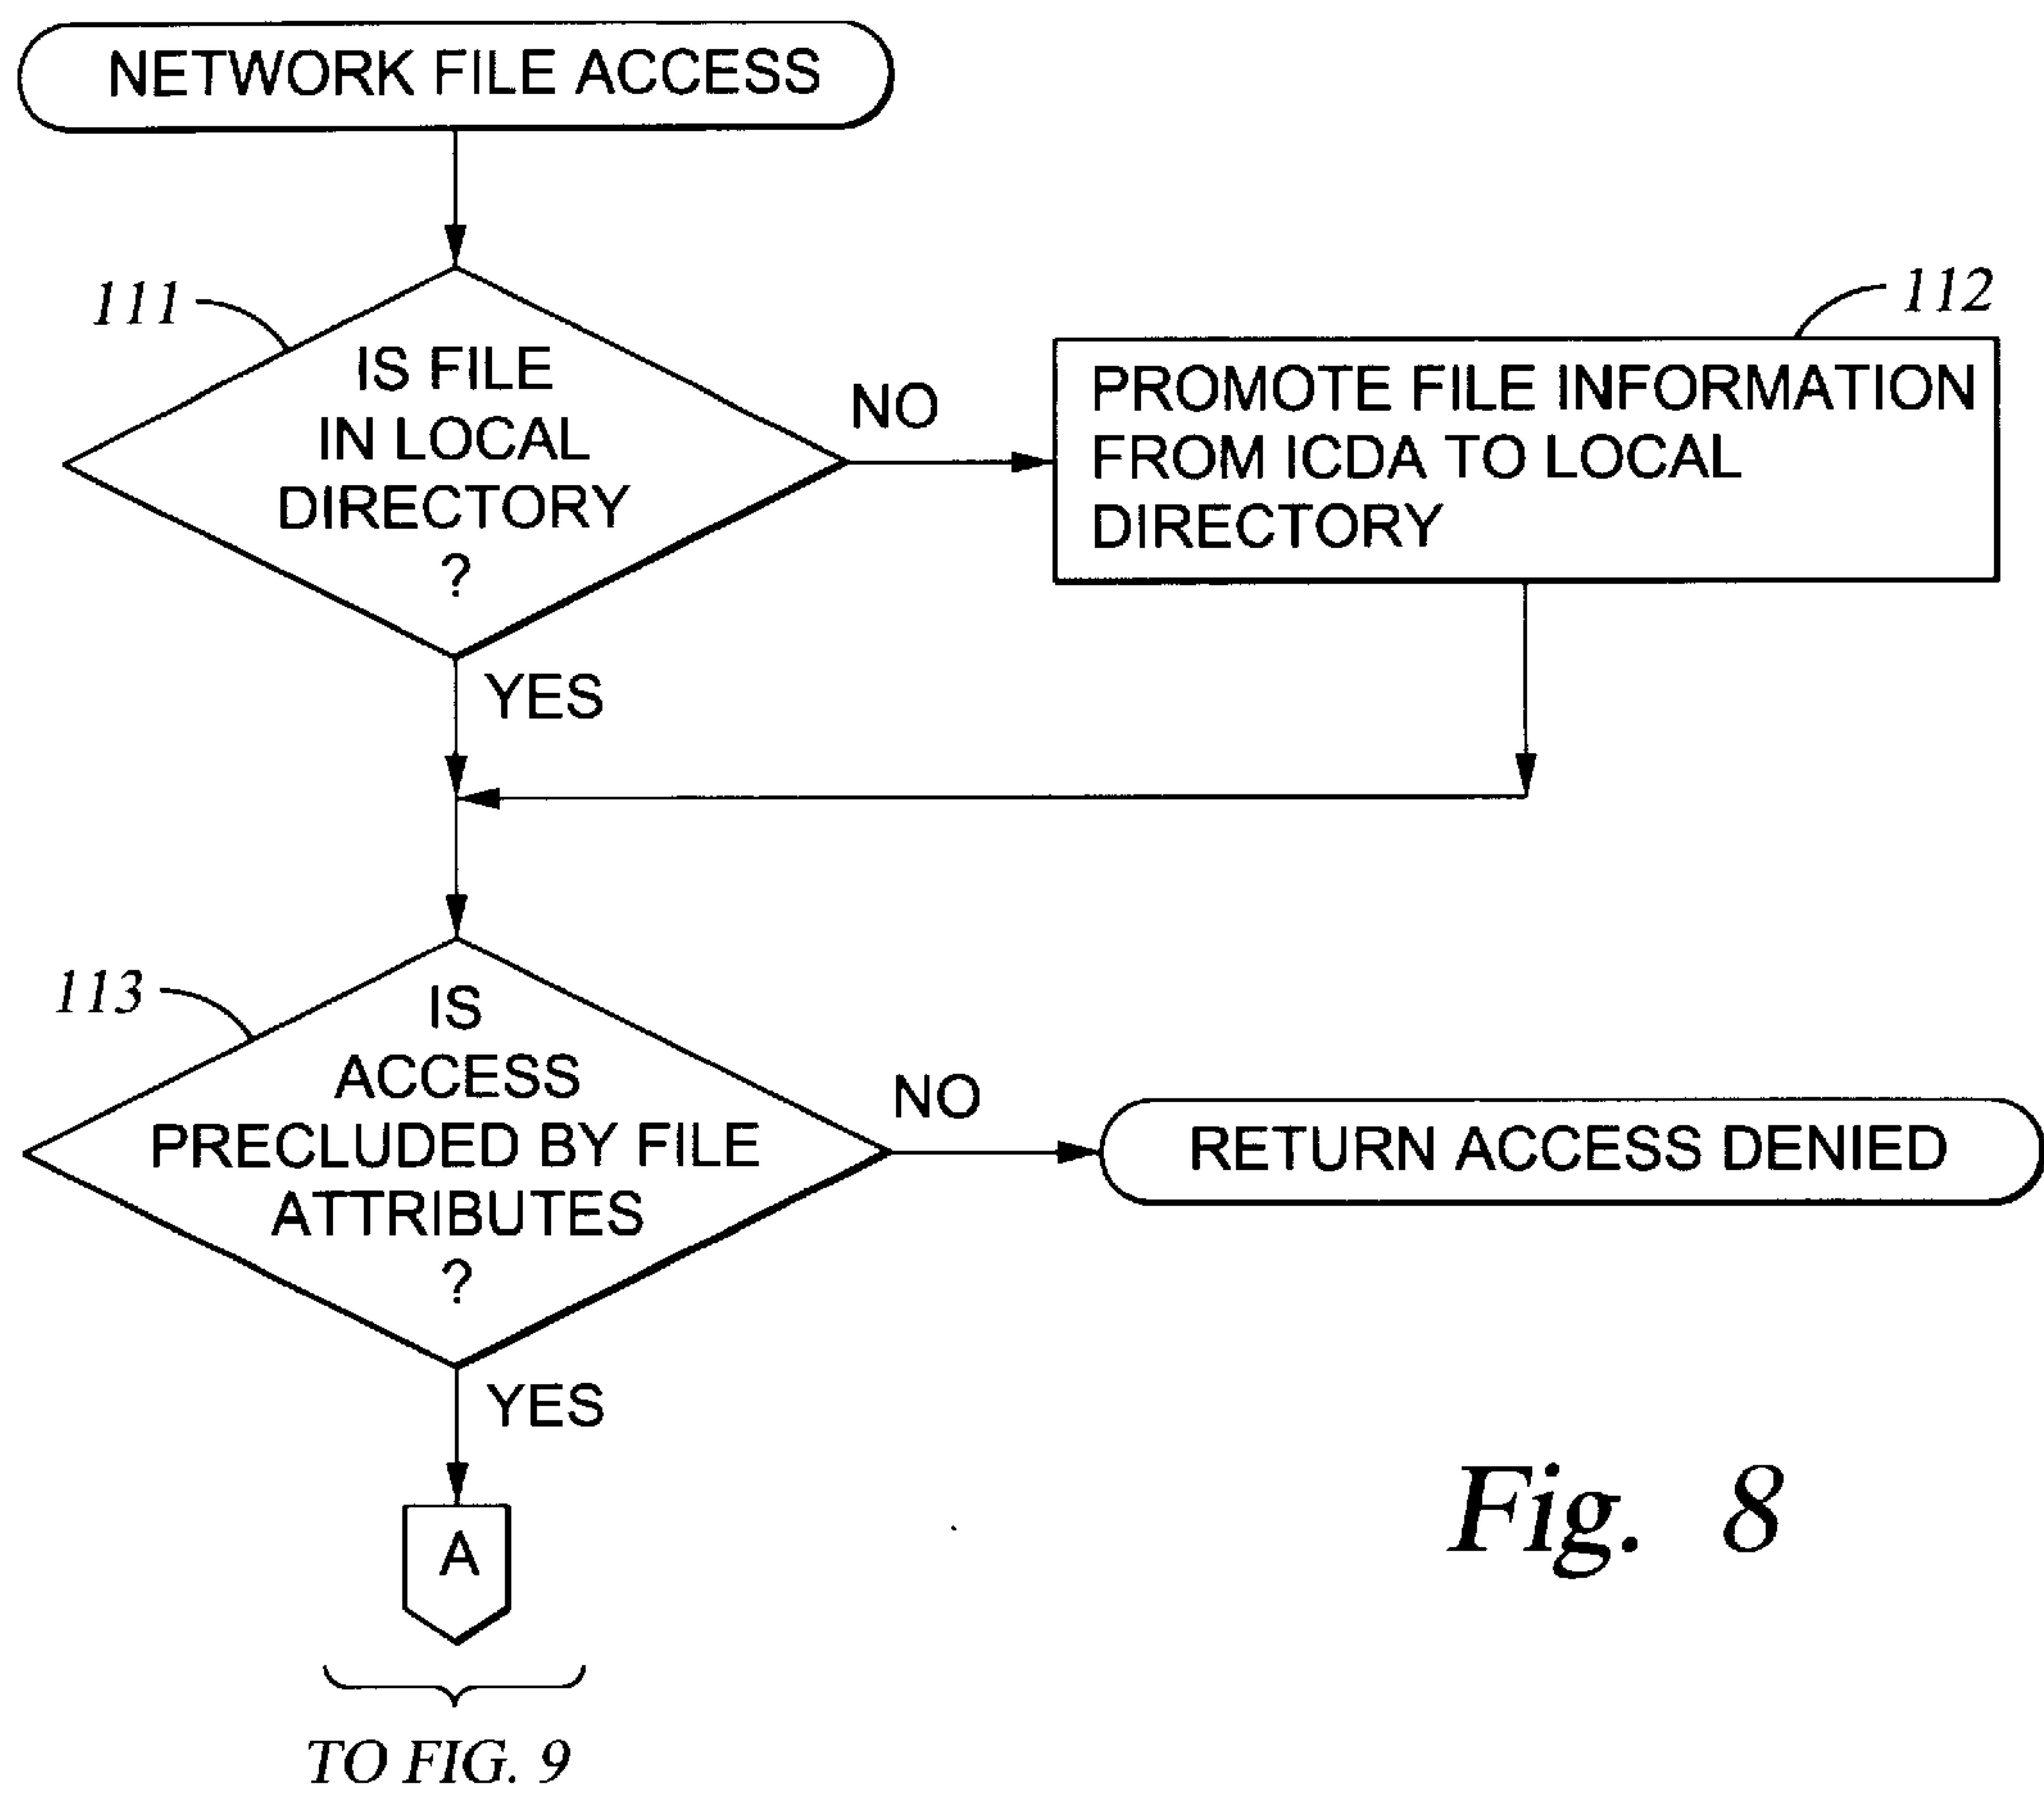 NETWORK FILE ACCESS
111
IS FILE
IN LOCAL
DIRECTORY
?
NO
112
PROMOTE FILE INFORMATION
FROM ICDA TO LOCAL
DIRECTORY
YES
113
IS
ACCESS
PRECLUDED BY FILE
ATTRIBUTES
?
NO
RETURN ACCESS DENIED
YES
A
TO FIG. 9
Fig. 8